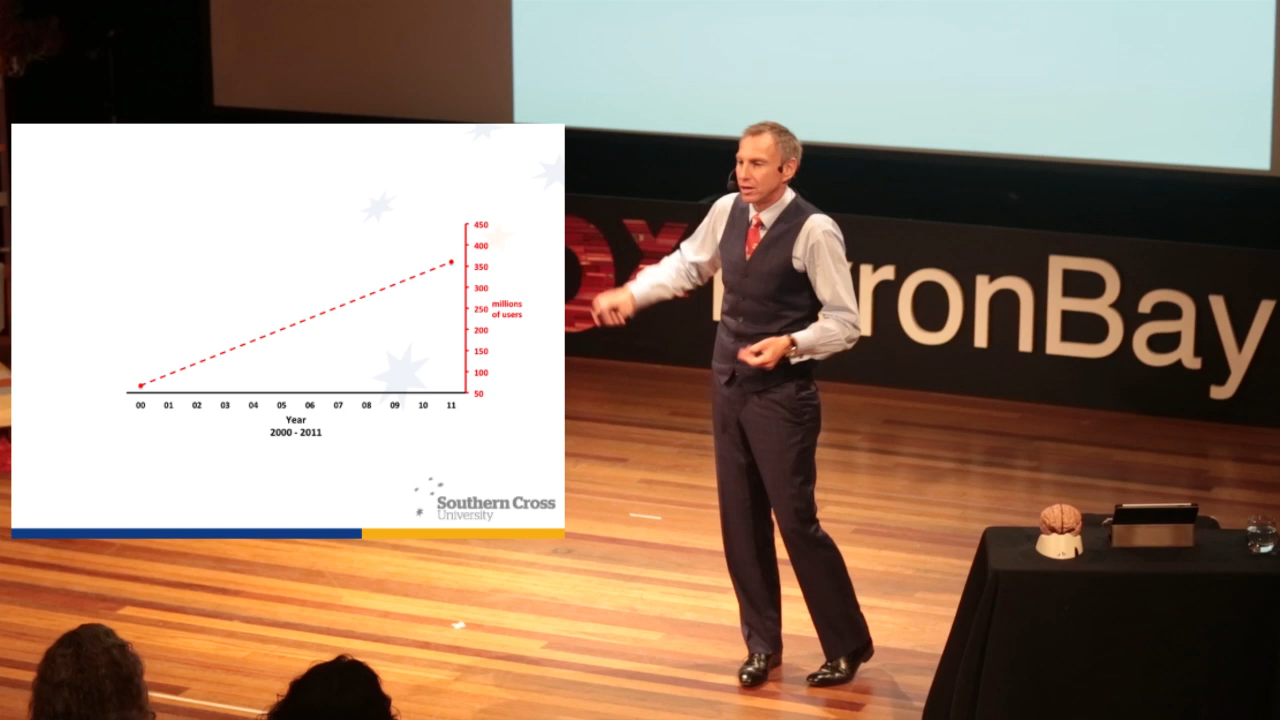 450
400
350
300
250
200
150
100
50
millions
of users
00 01 02 03 04 05 06 07 08 09 10 11
Year
2000 - 2011
Southern Cross
University
ronBay